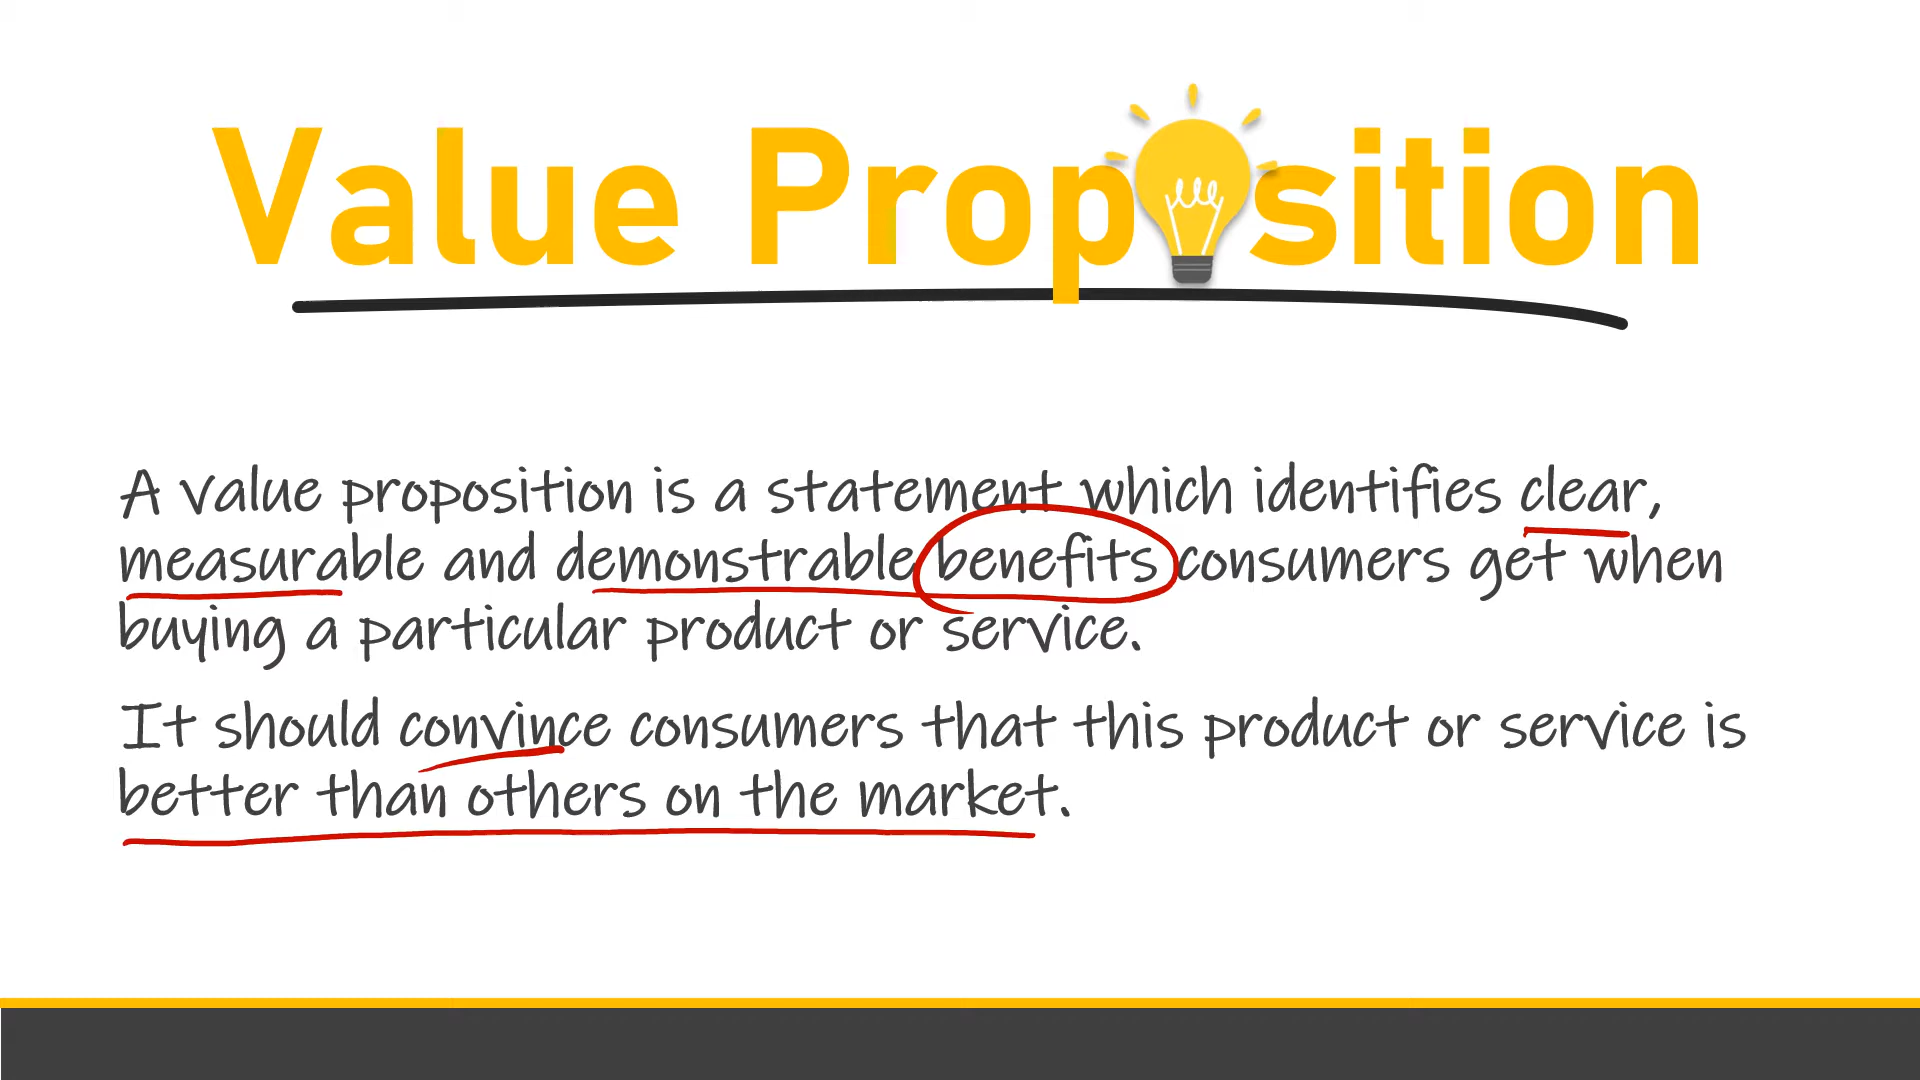 Value Proposition
A value proposition is a statement which identifies clear,
measurable and demonstrable benefits consumers get when
buying a particular product or service.
It should convince consumers that this product or service is
better than others on the market.